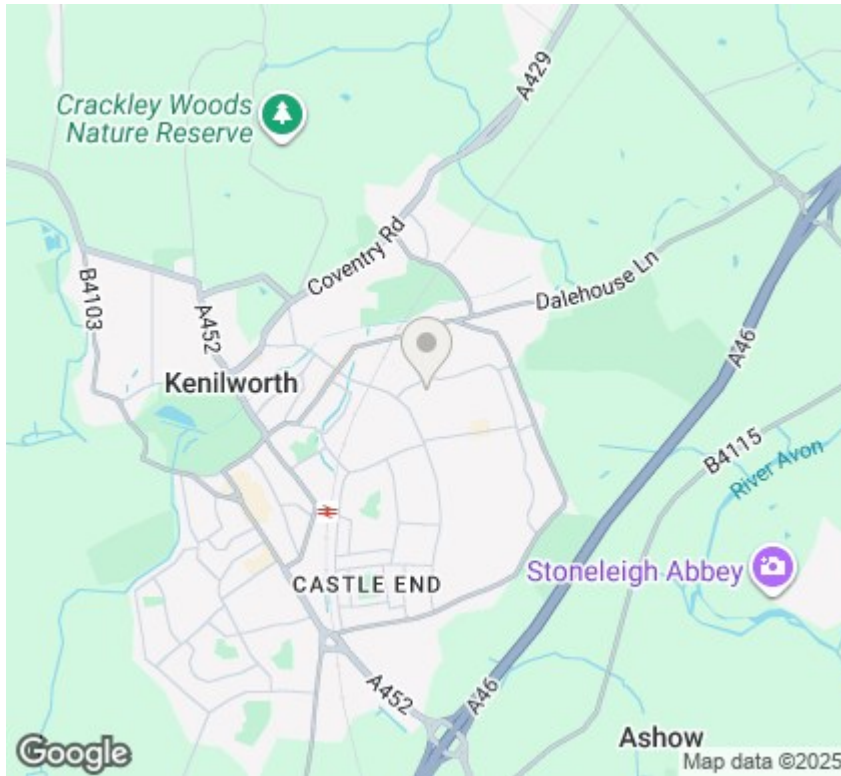 A429
Crackley Woods
Nature Reserve
Coventry Rd
Dalehouse Ln
B4103
A452
A46
Kenilworth
B4115
River Avon
Stoneleigh Abbey
CASTLE END
A452
A46
Ashow
Google
Map data ©2025